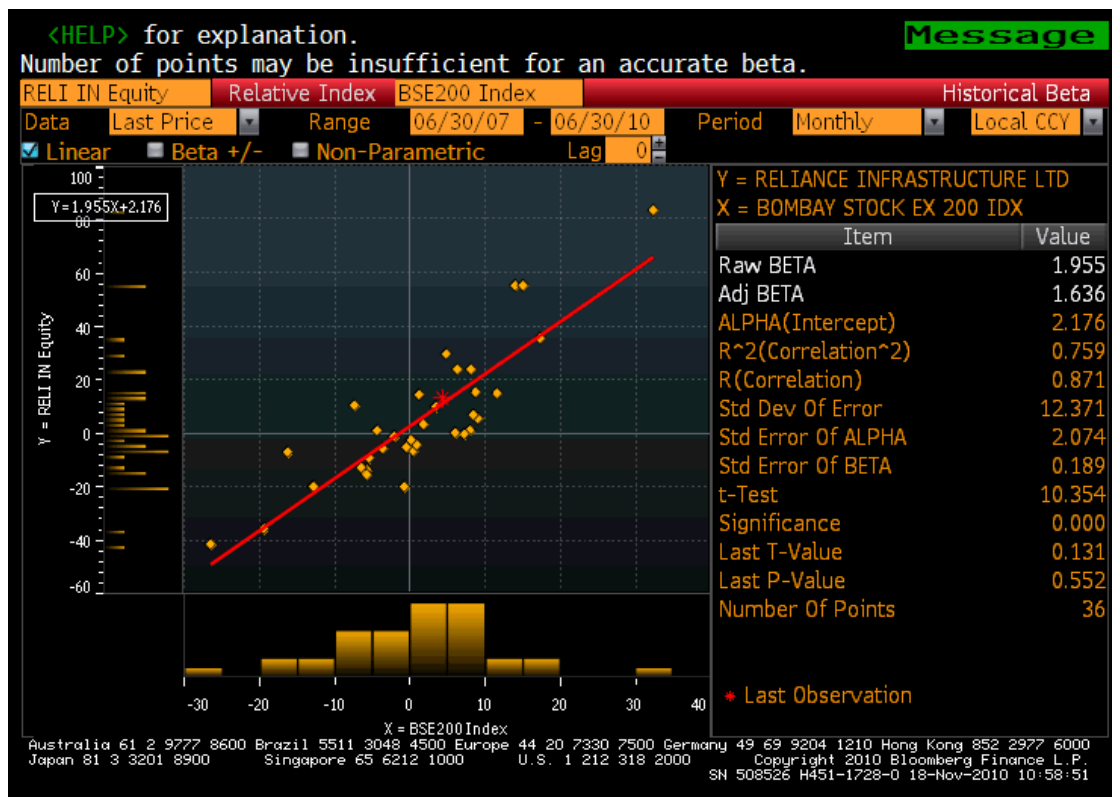 <HELP> for explanation.
Message
Number of points may be insufficient for an accurate beta.
RELI IN Equity Relative Index BSE200 Index Historical Beta
Data Last Price Range 06/30/07 - 06/30/10 Period Monthly Local CCY
Linear Beta +/- Non-Parametric Lag 0
100
Y=1.955X+2.176
80
60
40
20
0
-20
-40
-60
Y = RELI IN Equity
-30 -20 -10 0 10 20 30 40
X = BSE200 Index
Y = RELIANCE INFRASTRUCTURE LTD
X = BOMBAY STOCK EX 200 IDX
Item Value
Raw BETA 1.955
Adj BETA 1.636
ALPHA(Intercept) 2.176
R^2(Correlation^2) 0.759
R(Correlation) 0.871
Std Dev Of Error 12.371
Std Error Of ALPHA 2.074
Std Error Of BETA 0.189
t-Test 10.354
Significance 0.000
Last T-Value 0.131
Last P-Value 0.552
Number Of Points 36
* Last Observation
Australia 61 2 9777 8600 Brazil 5511 3048 4500 Europe 44 20 7330 7500 Germany 49 69 9204 1210 Hong Kong 852 2977 6000
Japan 81 3 3201 8900 Singapore 65 6212 1000 U.S. 1 212 318 2000 Copyright 2010 Bloomberg Finance L.P.
SN 508526 H451-1728-0 18-Nov-2010 10:58:51